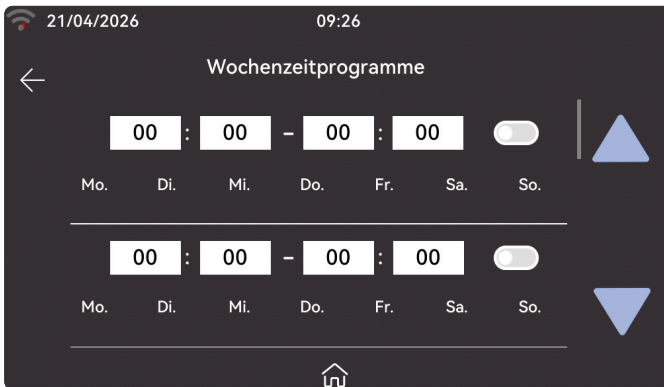 21/04/2026 09:26
Wochenzeitprogramme
00 : 00 – 00 : 00
Mo. Di. Mi. Do. Fr. Sa. So.
00 : 00 – 00 : 00
Mo. Di. Mi. Do. Fr. Sa. So.